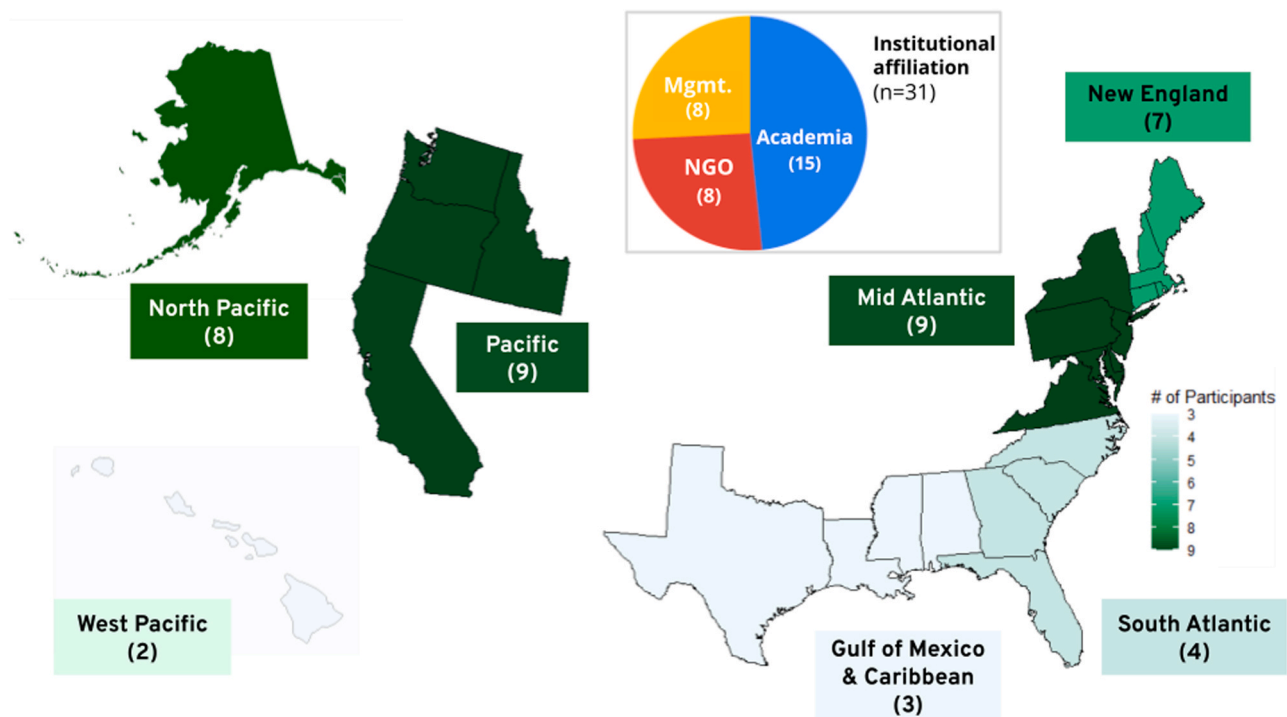 Institutional
affiliation
(n=31)
Mgmt.
(8)
Academia
(15)
NGO
(8)
New England
(7)
North Pacific
(8)
Pacific
(9)
Mid Atlantic
(9)
# of Participants
3
4
5
6
7
8
9
West Pacific
(2)
Gulf of Mexico
& Caribbean
(3)
South Atlantic
(4)